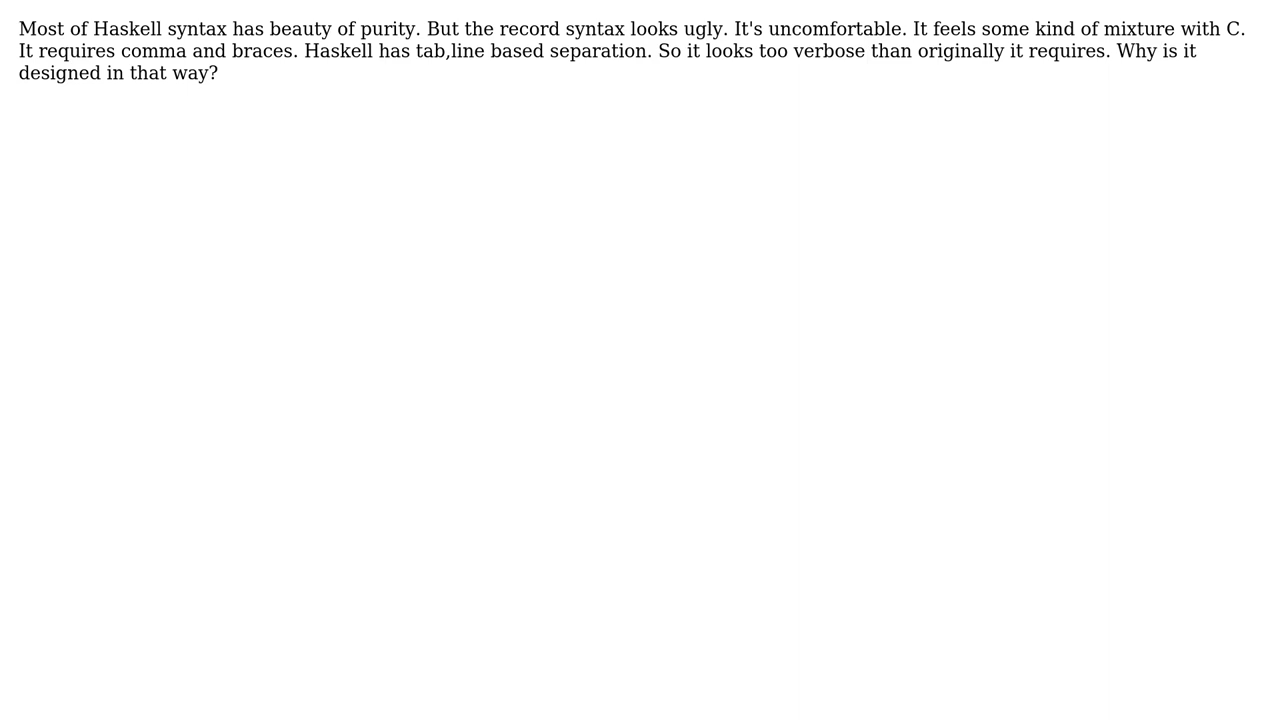 Most of Haskell syntax has beauty of purity. But the record syntax looks ugly. It's uncomfortable. It feels some kind of mixture with C.
It requires comma and braces. Haskell has tab,line based separation. So it looks too verbose than originally it requires. Why is it
designed in that way?